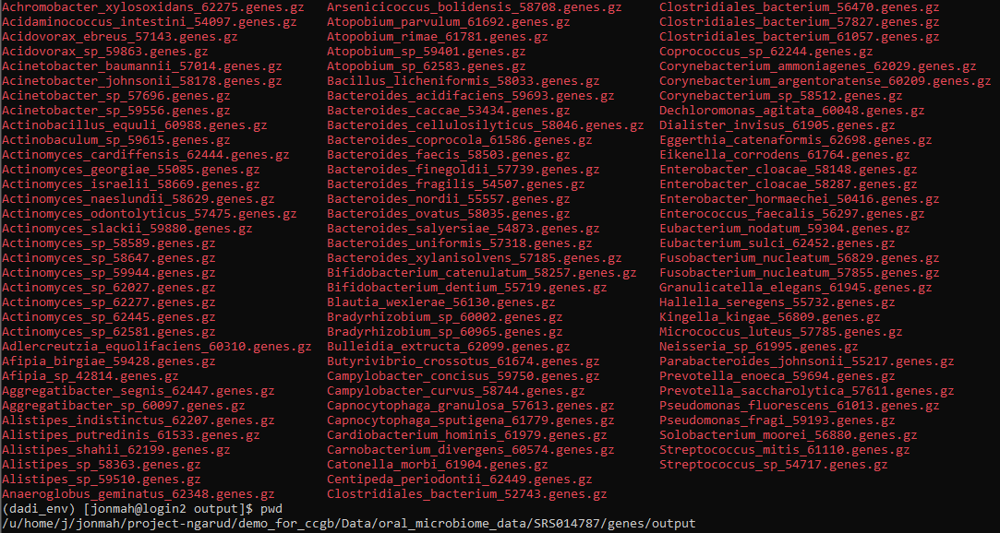 Achromobacter_xylosoxidans_62275.genes.gz Arsenicicoccus_bolidensis_58708.genes.gz Clostridiales_bacterium_56470.genes.gz
Acidaminococcus_intestini_54097.genes.gz Atopobium_parvulum_61692.genes.gz Clostridiales_bacterium_57827.genes.gz
Acidovorax_ebreus_57143.genes.gz Atopobium_rimae_61781.genes.gz Clostridiales_bacterium_61057.genes.gz
Acidovorax_sp_59863.genes.gz Atopobium_sp_59401.genes.gz Coprococcus_sp_62244.genes.gz
Acinetobacter_baumannii_57014.genes.gz Atopobium_sp_62583.genes.gz Corynebacterium_ammoniagenes_62029.genes.gz
Acinetobacter_johnsonii_58178.genes.gz Bacillus_licheniformis_58033.genes.gz Corynebacterium_argentoratense_60209.genes.gz
Acinetobacter_sp_57696.genes.gz Bacteroides_acidifaciens_59693.genes.gz Corynebacterium_sp_58512.genes.gz
Acinetobacter_sp_59556.genes.gz Bacteroides_caccae_53434.genes.gz Dechloromonas_agitata_60048.genes.gz
Actinobacillus_equuli_60988.genes.gz Bacteroides_cellulosilyticus_58046.genes.gz Dialister_invisus_61905.genes.gz
Actinobaculum_sp_59615.genes.gz Bacteroides_coprocola_61586.genes.gz Eggerthia_catenaformis_62698.genes.gz
Actinomyces_cardiffensis_62444.genes.gz Bacteroides_faecis_58503.genes.gz Eikenella_corrodens_61764.genes.gz
Actinomyces_georgiae_55085.genes.gz Bacteroides_finegoldii_57739.genes.gz Enterobacter_cloacae_58148.genes.gz
Actinomyces_israelii_58669.genes.gz Bacteroides_fragilis_54507.genes.gz Enterobacter_cloacae_58287.genes.gz
Actinomyces_naeslundii_58629.genes.gz Bacteroides_nordii_55557.genes.gz Enterobacter_hormaechei_50416.genes.gz
Actinomyces_odontolyticus_57475.genes.gz Bacteroides_ovatus_58035.genes.gz Enterococcus_faecalis_56297.genes.gz
Actinomyces_slackii_59880.genes.gz Bacteroides_salyersiae_54873.genes.gz Eubacterium_nodatum_59304.genes.gz
Actinomyces_sp_58589.genes.gz Bacteroides_uniformis_57318.genes.gz Eubacterium_sulci_62452.genes.gz
Actinomyces_sp_58647.genes.gz Bacteroides_xylanisolvens_57185.genes.gz Fusobacterium_nucleatum_56829.genes.gz
Actinomyces_sp_59944.genes.gz Bifidobacterium_catenulatum_58257.genes.gz Fusobacterium_nucleatum_57855.genes.gz
Actinomyces_sp_62027.genes.gz Bifidobacterium_dentium_55719.genes.gz Granulicatella_elegans_61945.genes.gz
Actinomyces_sp_62277.genes.gz Blautia_wexlerae_56130.genes.gz Hallella_seregens_55732.genes.gz
Actinomyces_sp_62445.genes.gz Bradyrhizobium_sp_60002.genes.gz Kingella_kingae_56809.genes.gz
Actinomyces_sp_62581.genes.gz Bradyrhizobium_sp_60965.genes.gz Micrococcus_luteus_57785.genes.gz
Adlercreutzia_equolifaciens_60310.genes.gz Bulleidia_extructa_62099.genes.gz Neisseria_sp_61995.genes.gz
Afipia_birgiae_59428.genes.gz Butyrivibrio_crossotus_61674.genes.gz Parabacteroides_johnsonii_55217.genes.gz
Afipia_sp_42814.genes.gz Campylobacter_concisus_59750.genes.gz Prevotella_enoeca_59694.genes.gz
Aggregatibacter_segnis_62447.genes.gz Campylobacter_curvus_58744.genes.gz Prevotella_saccharolytica_57611.genes.gz
Aggregatibacter_sp_60097.genes.gz Capnocytophaga_granulosa_57613.genes.gz Pseudomonas_fluorescens_61013.genes.gz
Alistipes_indistinctus_62207.genes.gz Capnocytophaga_sputigena_61779.genes.gz Pseudomonas_fragi_59193.genes.gz
Alistipes_putredinis_61533.genes.gz Cardiobacterium_hominis_61979.genes.gz Solobacterium_moorei_56880.genes.gz
Alistipes_shahii_62199.genes.gz Carnobacterium_divergens_60574.genes.gz Streptococcus_mitis_61110.genes.gz
Alistipes_sp_58363.genes.gz Catonella_morbi_61904.genes.gz Streptococcus_sp_54717.genes.gz
Alistipes_sp_59510.genes.gz Centipeda_periodontii_62449.genes.gz
Anaeroglobus_geminatus_62348.genes.gz Clostridiales_bacterium_52743.genes.gz
(dadi_env) [jonmah@login2 output]$ pwd
/u/home/j/jonmah/project-ngarud/demo_for_ccgb/Data/oral_microbiome_data/SRS014787/genes/output